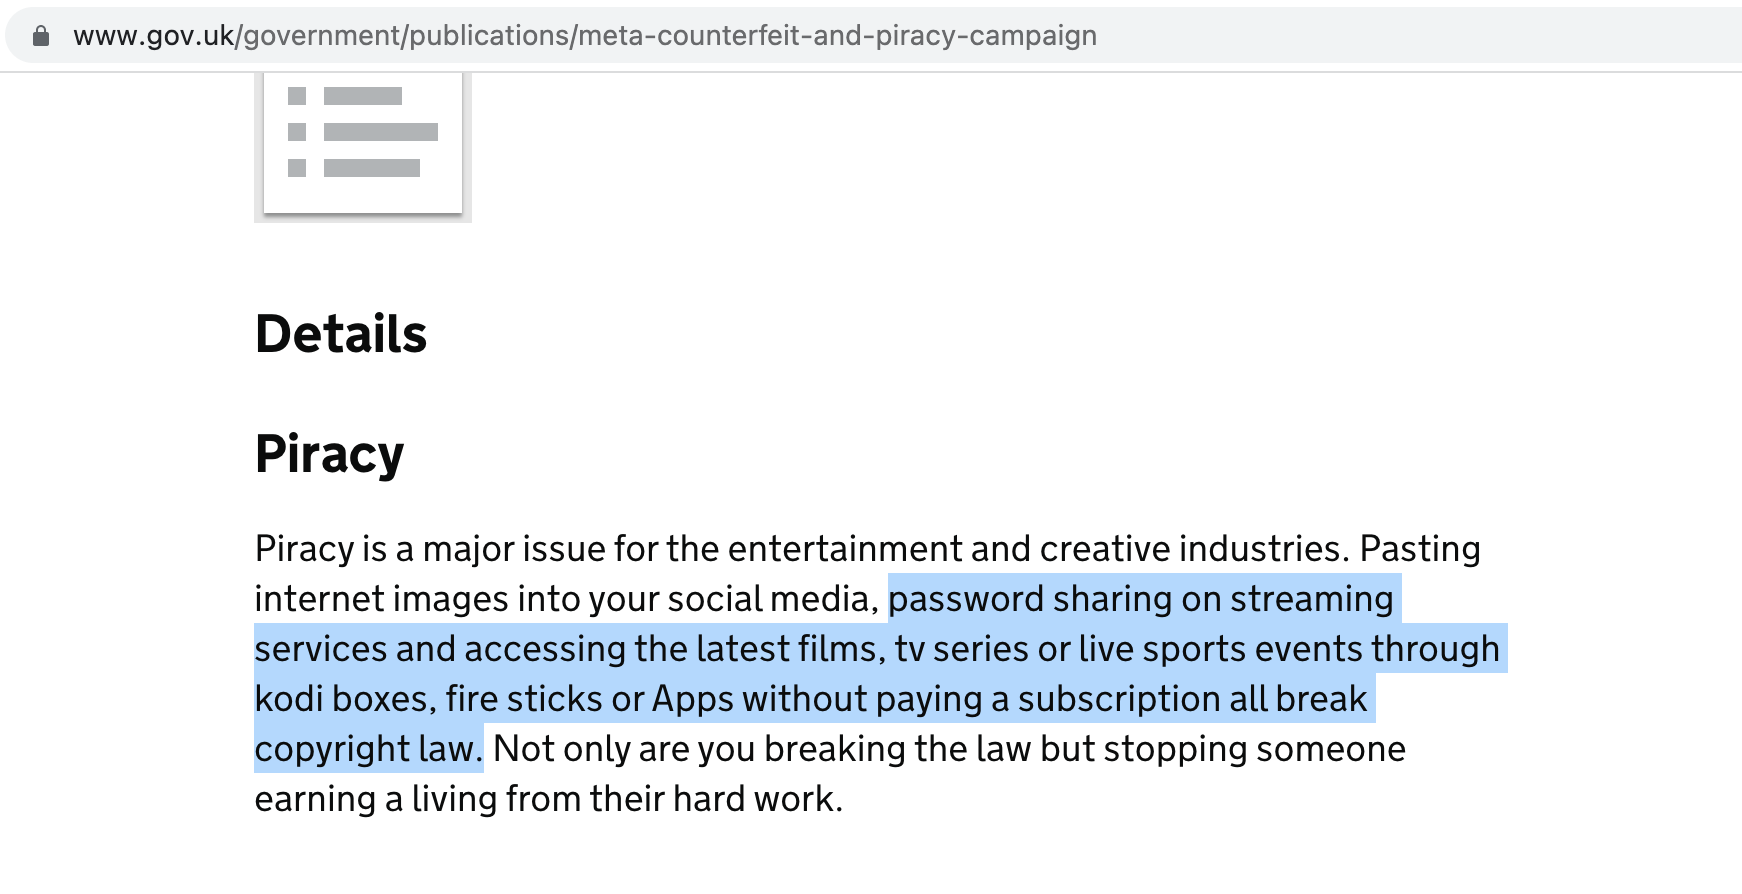 www.gov.uk/government/publications/meta-counterfeit-and-piracy-campaign
Details
Piracy
Piracy is a major issue for the entertainment and creative industries. Pasting
internet images into your social media, password sharing on streaming
services and accessing the latest films, tv series or live sports events through
kodi boxes, fire sticks or Apps without paying a subscription all break
copyright law. Not only are you breaking the law but stopping someone
earning a living from their hard work.